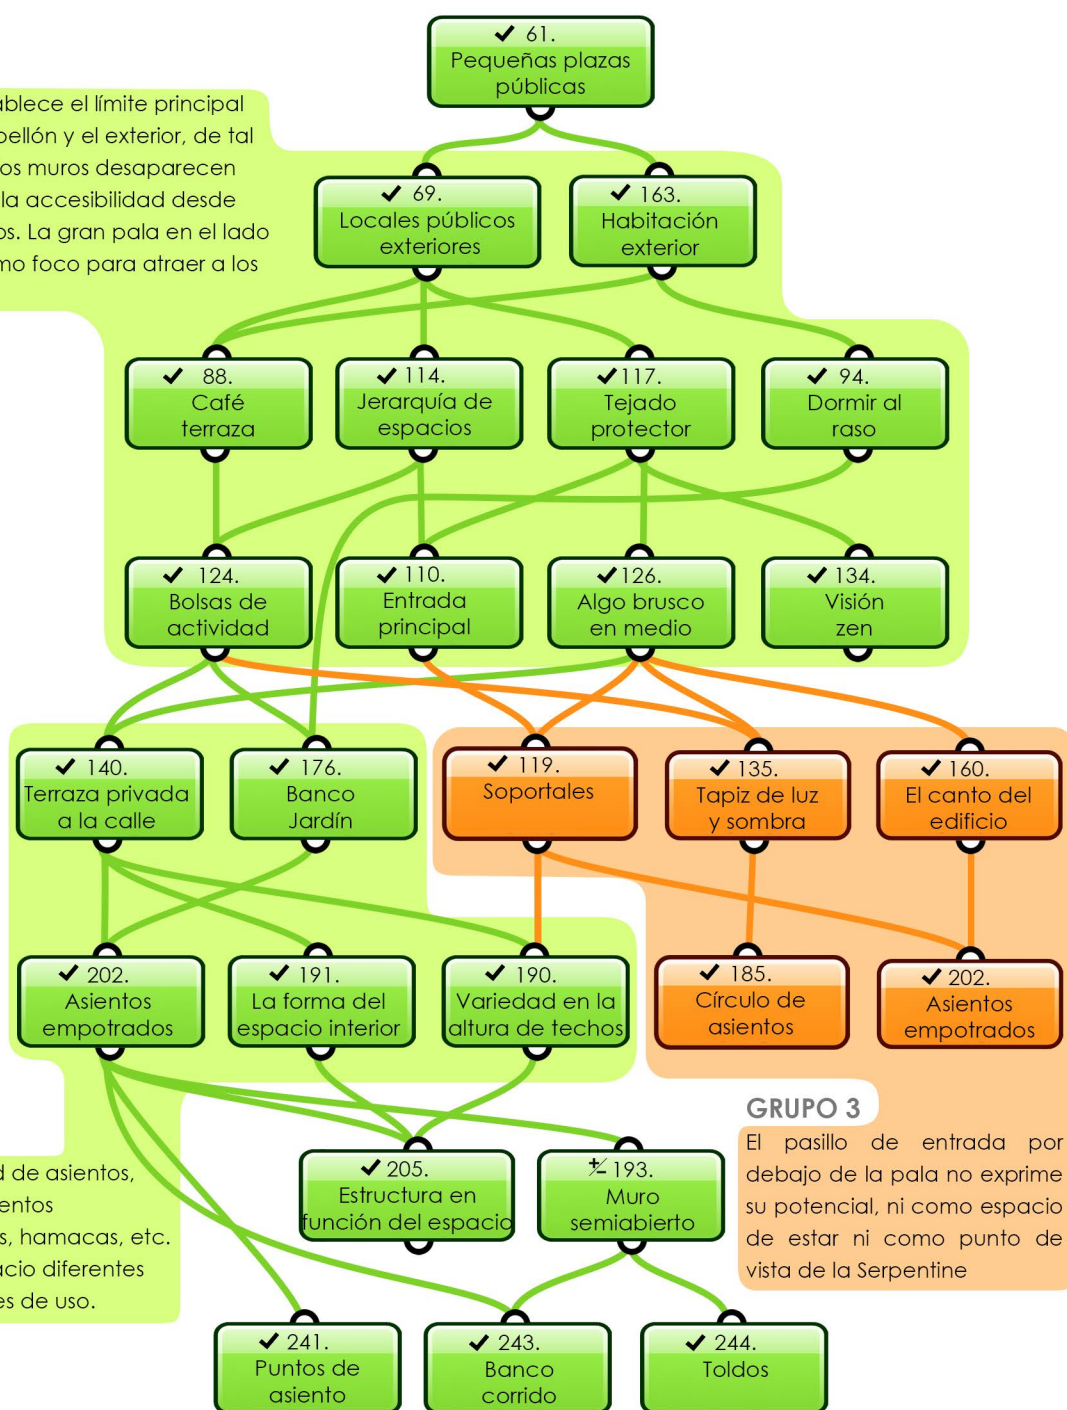 ✔ 61.
Pequeñas plazas
públicas
ablece el límite principal
bellón y el exterior, de tal
os muros desaparecen
la accesibilidad desde
os. La gran pala en el lado
mo foco para atraer a los
✔ 69.
Locales públicos
exteriores
✔ 163.
Habitación
exterior
✔ 88.
Café
terraza
✔ 114.
Jerarquía de
espacios
✔ 117.
Tejado
protector
✔ 94.
Dormir al
raso
✔ 124.
Bolsas de
actividad
✔ 110.
Entrada
principal
✔ 126.
Algo brusco
en medio
✔ 134.
Visión
zen
✔ 140.
Terraza privada
a la calle
✔ 176.
Banco
Jardín
✔ 119.
Soportales
✔ 135.
Tapiz de luz
y sombra
✔ 160.
El canto del
edificio
✔ 202.
Asientos
empotrados
✔ 191.
La forma del
espacio interior
✔ 190.
Variedad en la
altura de techos
✔ 185.
Círculo de
asientos
✔ 202.
Asientos
empotrados
GRUPO 3
El pasillo de entrada por
debajo de la pala no exprime
su potencial, ni como espacio
de estar ni como punto de
vista de la Serpentine
d de asientos,
entos
s, hamacas, etc.
acio diferentes
es de uso.
✔ 205.
Estructura en
función del espacio
+/- 193.
Muro
semiabierto
✔ 241.
Puntos de
asiento
✔ 243.
Banco
corrido
✔ 244.
Toldos